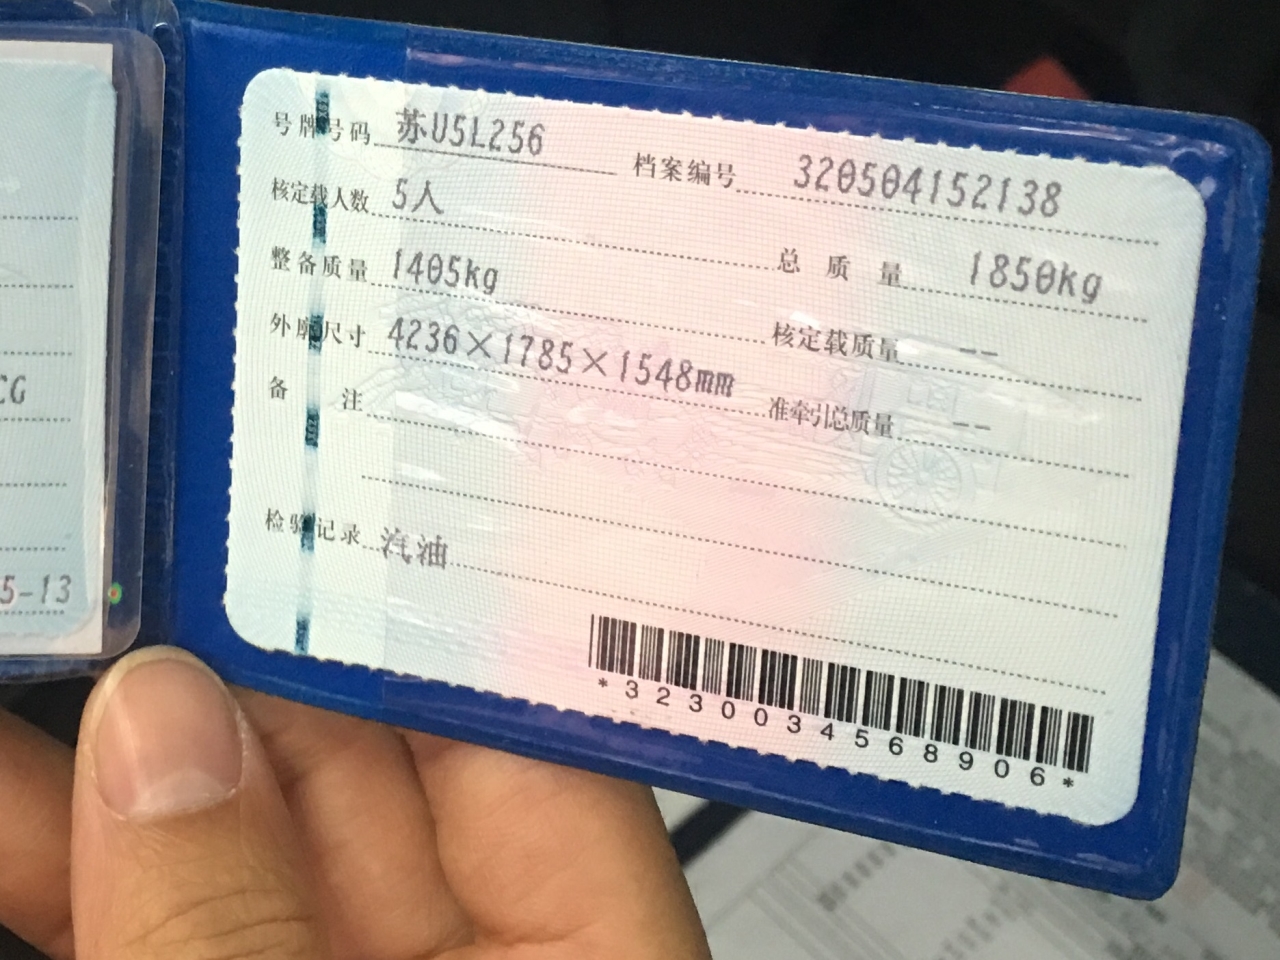 号牌号码 苏U5L256 档案编号 320504152138
核定载人数 5人 总质量 1850kg
整备质量 1405kg 核定载质量 --
外廓尺寸 4236×1785×1548mm 准牵引总质量 --
备注
检验记录 汽油
*323003456 8906*
CG
5-13